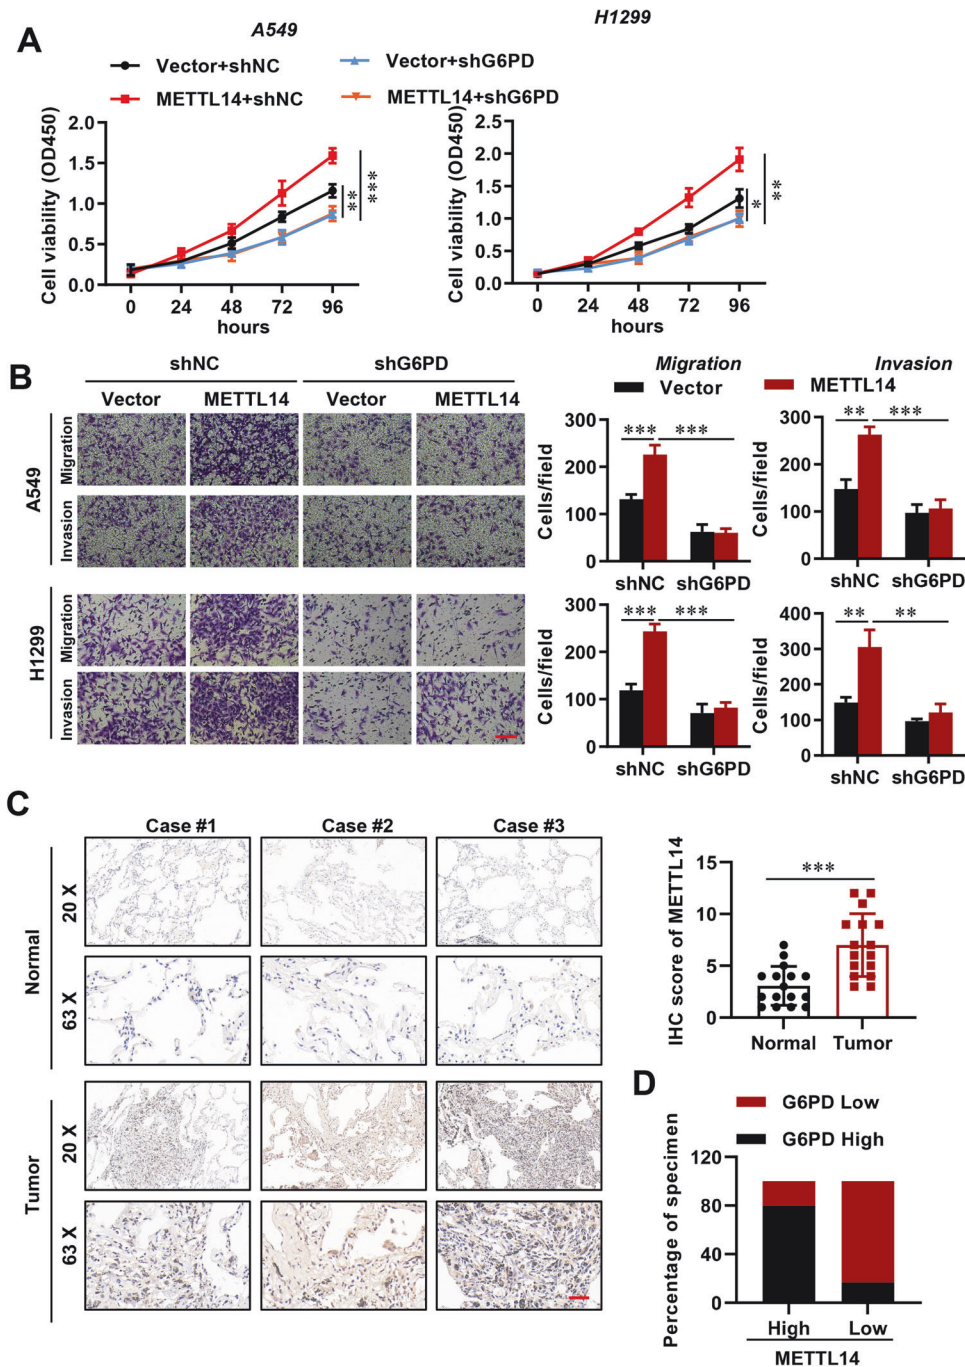 A
A549
H1299
Vector+shNC
Vector+shG6PD
METTL14+shNC
METTL14+shG6PD
Cell viability (OD450)
2.0
1.5
1.0
0.5
0.0
0 24 48 72 96
hours
**
***
Cell viability (OD450)
2.5
2.0
1.5
1.0
0.5
0.0
0 24 48 72 96
hours
*
**
B
shNC shG6PD
Vector METTL14 Vector METTL14
A549
Migration
Invasion
H1299
Migration
Invasion
Migration Invasion
Vector METTL14
Cells/field
300
200
100
0
*** ***
shNC shG6PD
Cells/field
300
200
100
0
** ***
shNC shG6PD
Cells/field
300
200
100
0
*** ***
shNC shG6PD
Cells/field
400
300
200
100
0
** **
shNC shG6PD
C
Case #1 Case #2 Case #3
Normal
20 X
63 X
Tumor
20 X
63 X
IHC score of METTL14
15
10
5
0
***
Normal Tumor
D
G6PD Low
G6PD High
Percentage of specimen
120
80
40
0
High Low
METTL14